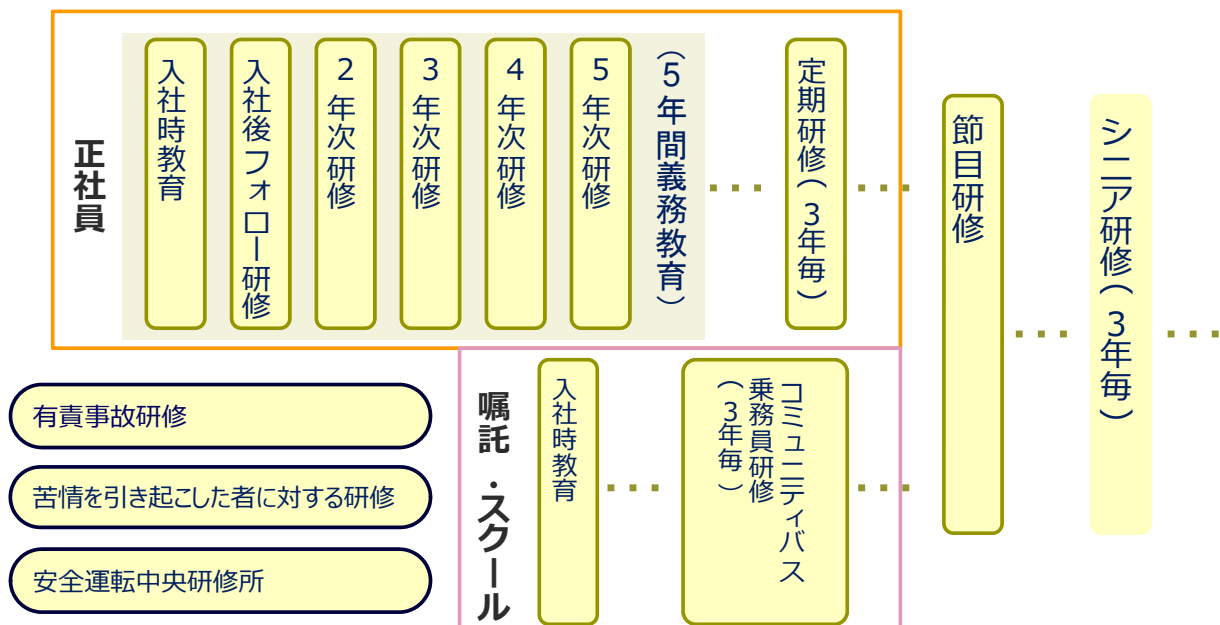 正社員
入社時教育
入社後フォロー研修
2年次研修
3年次研修
4年次研修
5年次研修
（5年間義務教育）
定期研修（3年毎）
節目研修
シニア研修（3年毎）
嘱託・スクール
入社時教育
コミュニティバス
乗務員研修
（3年毎）
有責事故研修
苦情を引き起こした者に対する研修
安全運転中央研修所